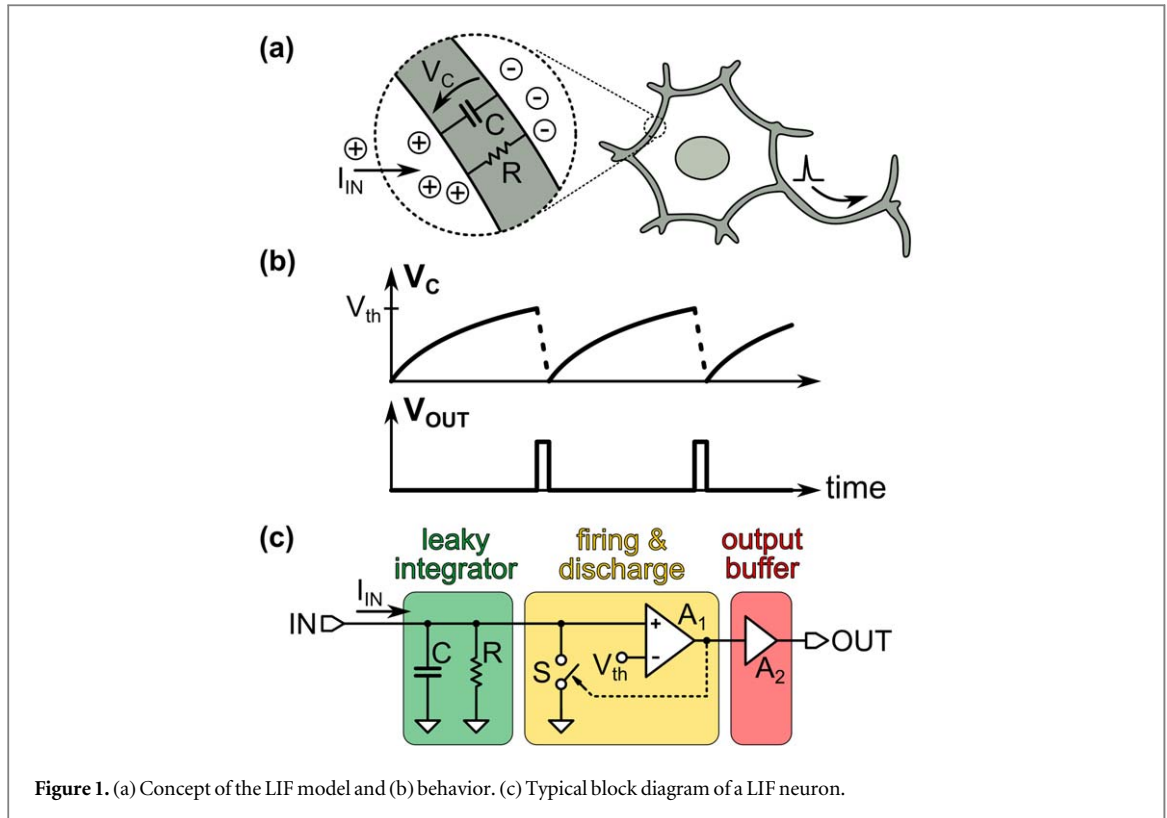 (a)
V_C
C
R
I_IN
+
+
+
+
-
-
-
(b)
V_C
V_th
V_OUT
time
(c)
leaky
integrator
firing &
discharge
output
buffer
I_IN
IN
C
R
S
V_th
+
-
A_1
A_2
OUT
Figure 1. (a) Concept of the LIF model and (b) behavior. (c) Typical block diagram of a LIF neuron.